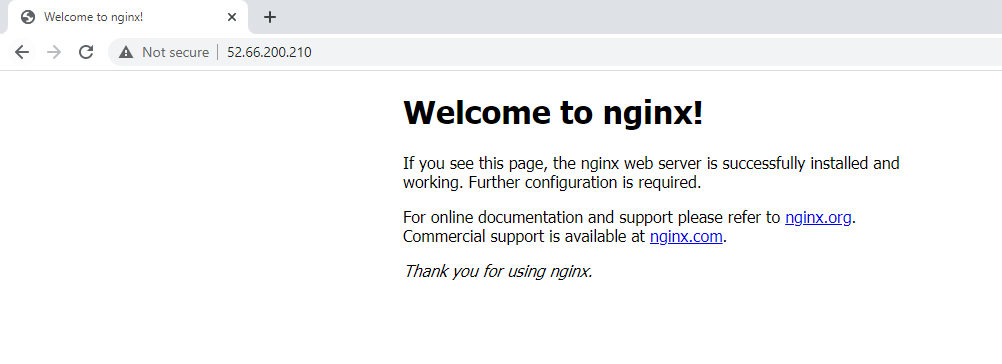 Welcome to nginx!
Not secure
52.66.200.210
Welcome to nginx!
If you see this page, the nginx web server is successfully installed and
working. Further configuration is required.
For online documentation and support please refer to nginx.org.
Commercial support is available at nginx.com.
Thank you for using nginx.